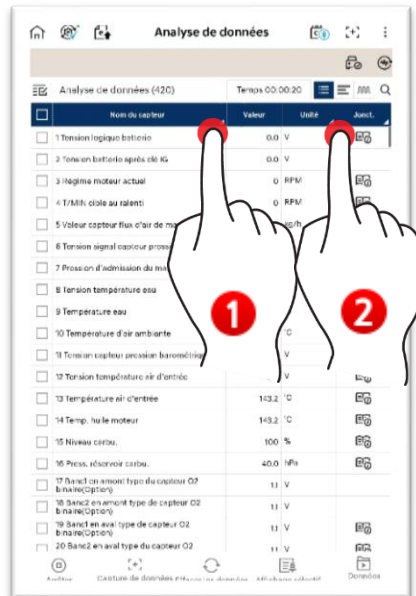 Analyse de données
Analyse de données (420) Temps 00:00:20
Nom du capteur Valeur Unité Jonct.
1 Tension logique batterie 0.0 V
2 Tension batterie après clé IG 0.0 V
3 Régime moteur actuel 0 RPM
4 T/MIN cible au ralenti 0 RPM
5 Valeur capteur flux d'air de kg/h
6 Tension signal capteur
7 Pression d'admission du
8 Tension température eau
9 Température eau
10 Température d'air ambiante °C
11 Tension capteur pression barométrique V
12 Tension température air d'entrée V
13 Température air d'entrée 143.2 °C
14 Temp. huile moteur 143.2 °C
15 Niveau carbu. 100 %
16 Press. réservoir carbu. 40.0 hPa
17 Banc1 en amont type du capteur O2
binaire(Option) 1.1 V
18 Banc2 en amont type de capteur O2
binaire(Option) 1.1 V
19 Banc1 en aval type de capteur O2
binaire(Option) 1.1 V
20 Banc2 en aval type du capteur O2 1.1 V
Arrêter Capture de données données Affichage sélectif Données
1
2